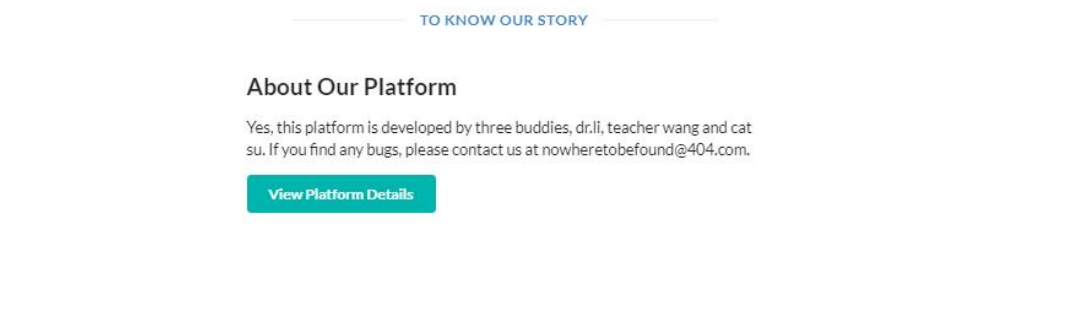 TO KNOW OUR STORY
About Our Platform
Yes, this platform is developed by three buddies, dr.li, teacher wang and cat
su. If you find any bugs, please contact us at nowheretobefound@404.com.
View Platform Details